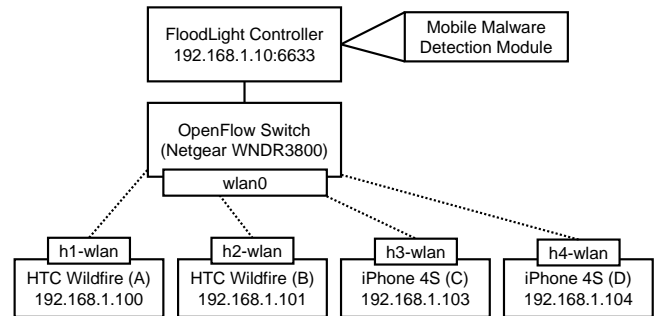 FloodLight Controller
192.168.1.10:6633
Mobile Malware
Detection Module
OpenFlow Switch
(Netgear WNDR3800)
wlan0
h1-wlan
h2-wlan
h3-wlan
h4-wlan
HTC Wildfire (A)
192.168.1.100
HTC Wildfire (B)
192.168.1.101
iPhone 4S (C)
192.168.1.103
iPhone 4S (D)
192.168.1.104